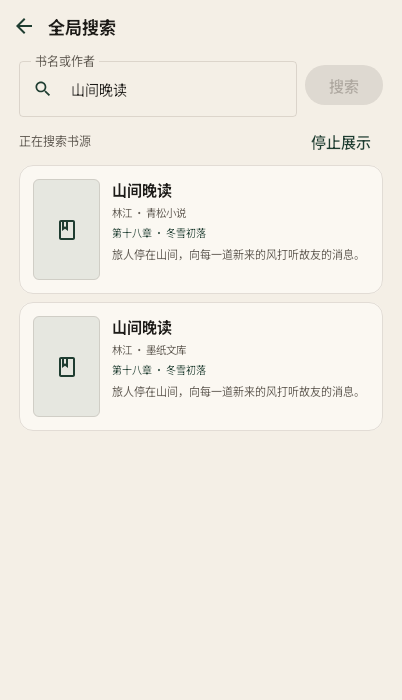 全局搜索
书名或作者
山间晚读
搜索
正在搜索书源
停止展示
山间晚读
林江 · 青松小说
第十八章 · 冬雪初落
旅人停在山间，向每一道新来的风打听故友的消息。
山间晚读
林江 · 墨纸文库
第十八章 · 冬雪初落
旅人停在山间，向每一道新来的风打听故友的消息。